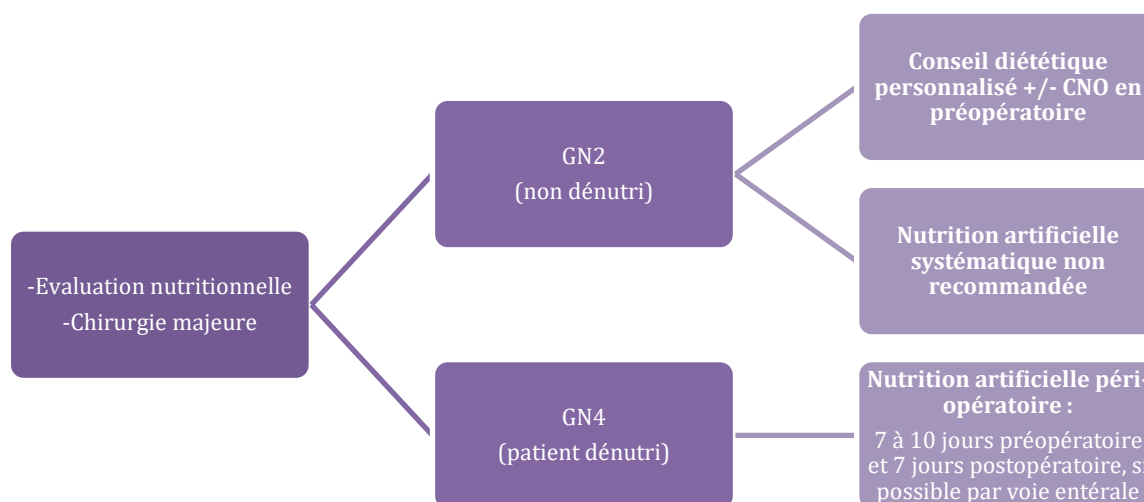 -Evaluation nutritionnelle
-Chirurgie majeure
GN2
(non dénutri)
Conseil diététique
personnalisé +/- CNO en
préopératoire
Nutrition artificielle
systématique non
recommandée
GN4
(patient dénutri)
Nutrition artificielle péri-
opératoire :
7 à 10 jours préopératoire
et 7 jours postopératoire, si
possible par voie entérale